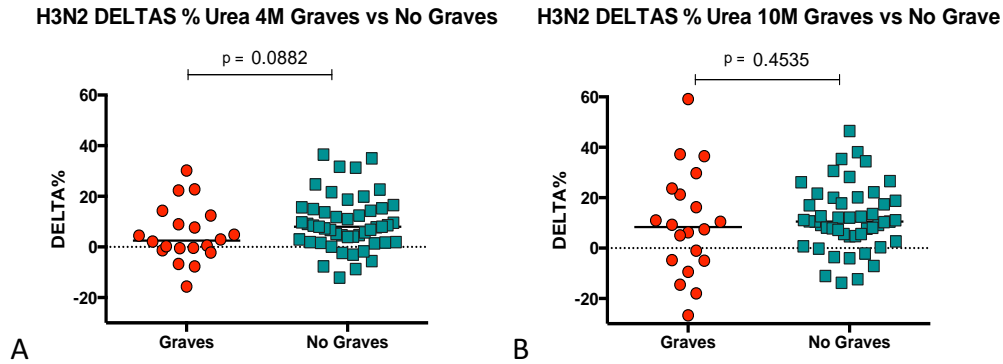 H3N2 DELTAS % Urea 4M Graves vs No Graves
p = 0.0882
DELTA%
60
40
20
0
-20
Graves
No Graves
A
H3N2 DELTAS % Urea 10M Graves vs No Grave
p = 0.4535
DELTA%
60
40
20
0
-20
Graves
No Graves
B